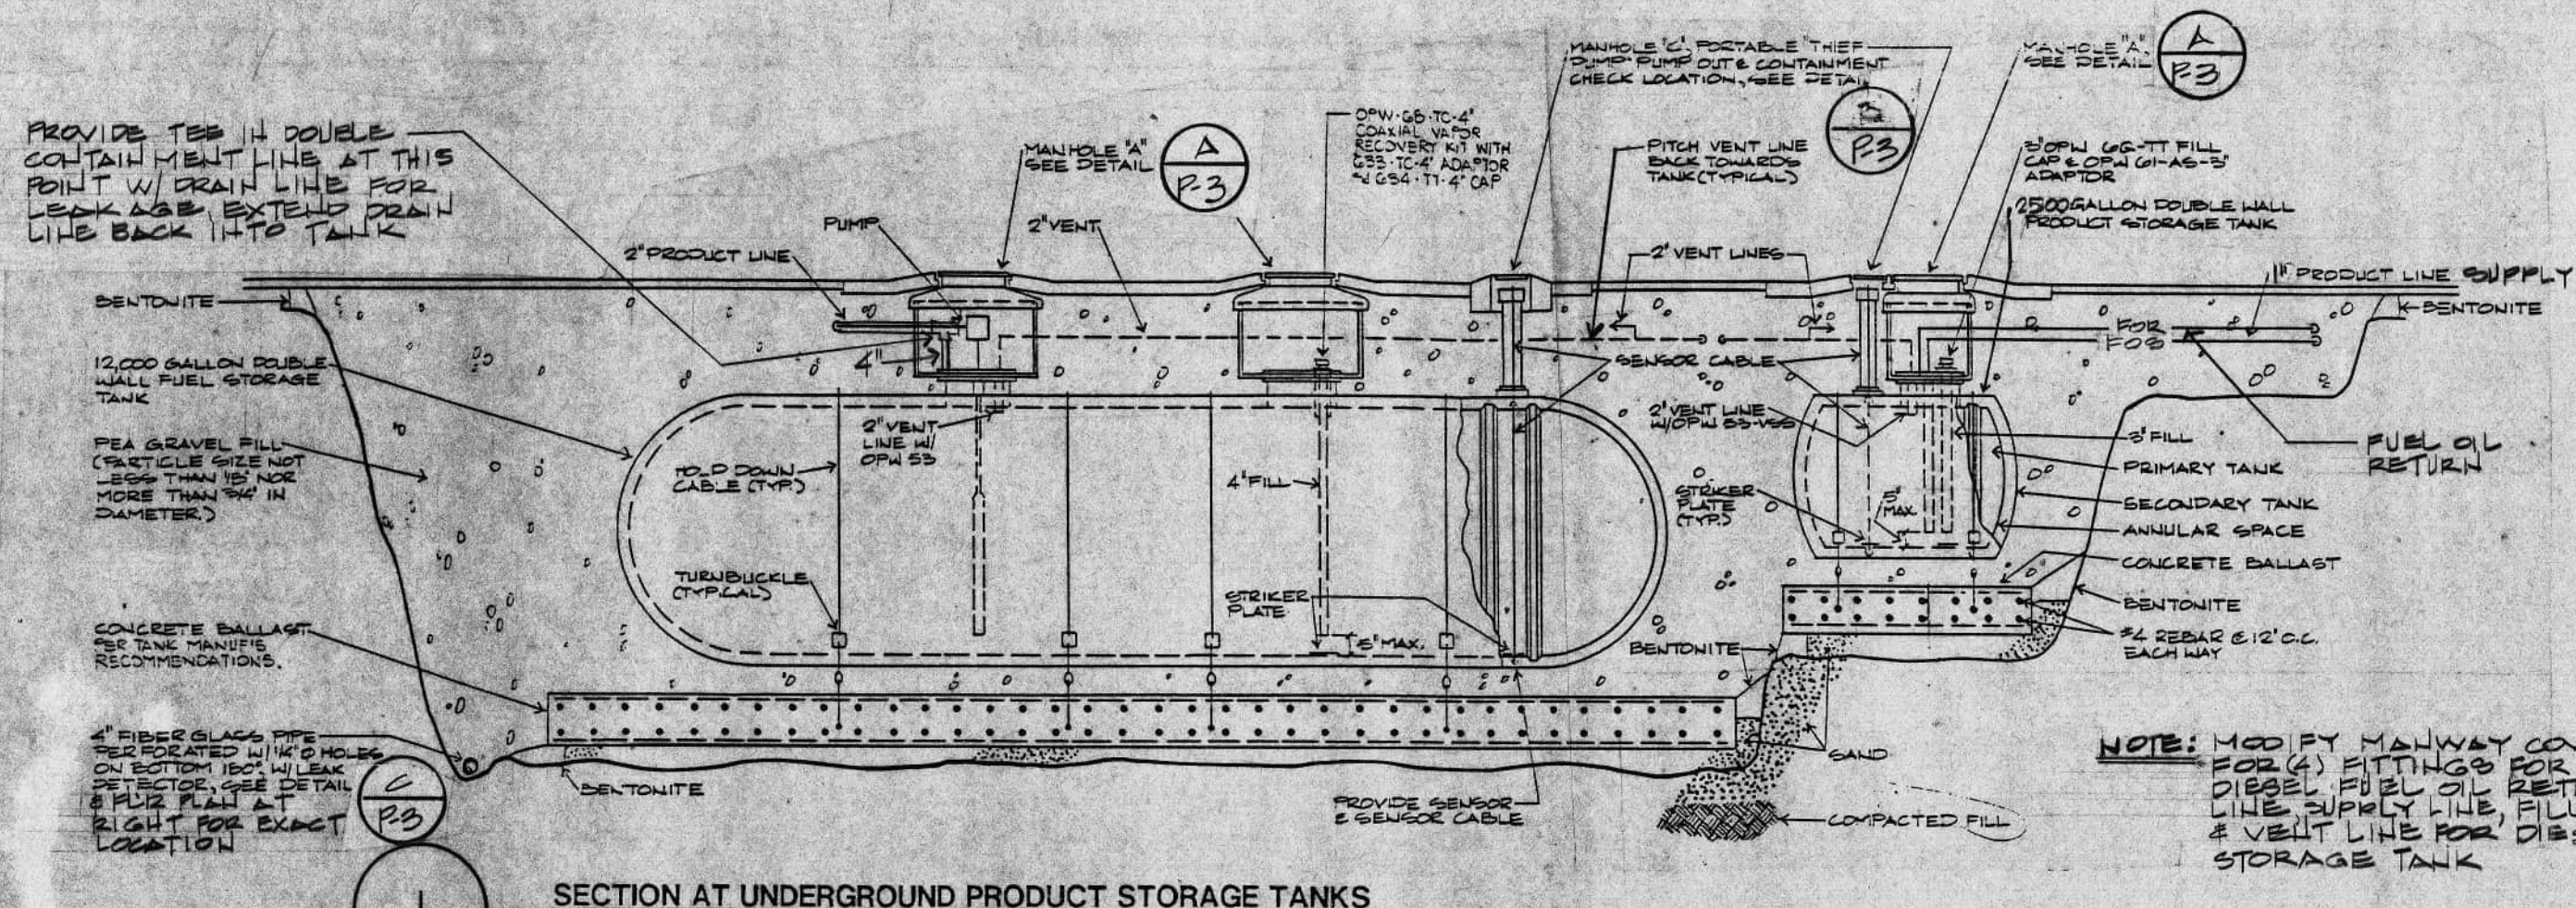 PROVIDE TEE IN DOUBLE
CONTAINMENT LINE AT THIS
POINT W/ DRAIN LINE FOR
LEAKAGE, EXTEND DRAIN
LINE BACK INTO TANK
MANHOLE "A"
SEE DETAIL
A
P-3
OPW-68-TC-4"
COAXIAL VAPOR
RECOVERY KIT WITH
633-TC-4" ADAPTOR
634-TT-4" CAP
MANHOLE "C", PORTABLE "THIEF
PUMP" PUMP OUT & CONTAINMENT
CHECK LOCATION, SEE DETAIL
P-3
MANHOLE "A",
SEE DETAIL
A
P-3
PITCH VENT LINE
BACK TOWARDS
TANK (TYPICAL)
3" OPW 6G-TT FILL
CAP & OPW 61-AS-3"
ADAPTOR
2500 GALLON DOUBLE WALL
PRODUCT STORAGE TANK
PUMP
2" VENT
2" PRODUCT LINE
2" VENT LINES
PRODUCT LINE SUPPLY
BENTONITE
BENTONITE
FOR
FOS
4"
SENSOR CABLE
12,000 GALLON DOUBLE
WALL FUEL STORAGE
TANK
2" VENT
LINE W/
OPW 53
2" VENT LINE
W/OPW 53-VSS
3" FILL
FUEL OIL
RETURN
PEA GRAVEL FILL
(PARTICLE SIZE NOT
LESS THAN 1/8" NOR
MORE THAN 3/4" IN
DIAMETER.)
HOLD DOWN
CABLE (TYP.)
4" FILL
STRIKER
PLATE
(TYP.)
5"
MAX.
PRIMARY TANK
SECONDARY TANK
ANNULAR SPACE
CONCRETE BALLAST
TURNBUCKLE
(TYPICAL)
STRIKER
PLATE
5" MAX.
BENTONITE
BENTONITE
#4 REBAR @ 12" O.C.
EACH WAY
CONCRETE BALLAST
PER TANK MANUF'S
RECOMMENDATIONS.
4" FIBERGLASS PIPE
PERFORATED W/ 1/4" Ø HOLES
ON BOTTOM 180°, W/ LEAK
DETECTOR, SEE DETAIL
& PLAN AT
RIGHT FOR EXACT
LOCATION
C
P-3
BENTONITE
PROVIDE SENSOR
& SENSOR CABLE
SAND
COMPACTED FILL
NOTE: MODIFY MANWAY
FOR (4) FITTINGS FOR
DIESEL FUEL OIL
LINE, SUPPLY LINE, FILL
& VENT LINE FOR
STORAGE TANK
1
SECTION AT UNDERGROUND PRODUCT STORAGE TANKS